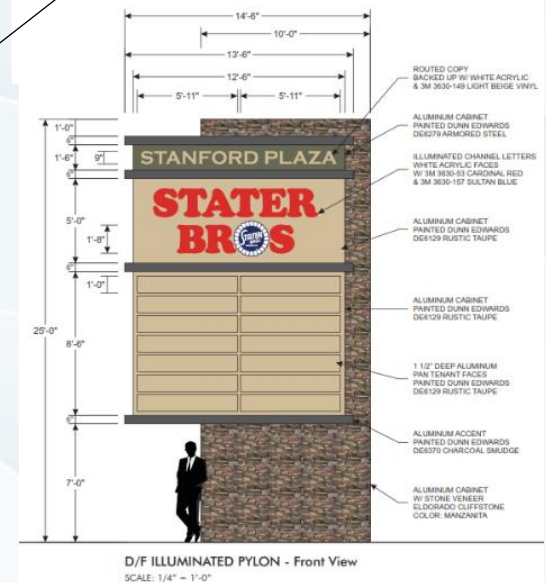 14'-6"
10'-0"
13'-6"
12'-6"
5'-11"
5'-11"
1'-0"
6"
1'-6"
9"
6"
5'-0"
1'-8"
6"
1'-0"
8'-6"
6"
7'-0"
25'-0"
STANFORD PLAZA
STATER
BR S
STATER
BROS
ROUTED COPY
BACKED UP W/ WHITE ACRYLIC
& 3M 3630-149 LIGHT BEIGE VINYL
ALUMINUM CABINET
PAINTED DUNN EDWARDS
DE6279 ARMORED STEEL
ILLUMINATED CHANNEL LETTERS
WHITE ACRYLIC FACES
W/ 3M 3630-53 CARDINAL RED
& 3M 3630-157 SULTAN BLUE
ALUMINUM CABINET
PAINTED DUNN EDWARDS
DE6129 RUSTIC TAUPE
ALUMINUM CABINET
PAINTED DUNN EDWARDS
DE6129 RUSTIC TAUPE
1 1/2" DEEP ALUMINUM
PAN TENANT FACES
PAINTED DUNN EDWARDS
DE6129 RUSTIC TAUPE
ALUMINUM ACCENT
PAINTED DUNN EDWARDS
DE6370 CHARCOAL SMUDGE
ALUMINUM CABINET
W/ STONE VENEER
ELDORADO CLIFFSTONE
COLOR: MANZANITA
D/F ILLUMINATED PYLON - Front View
SCALE: 1/4" = 1'-0"